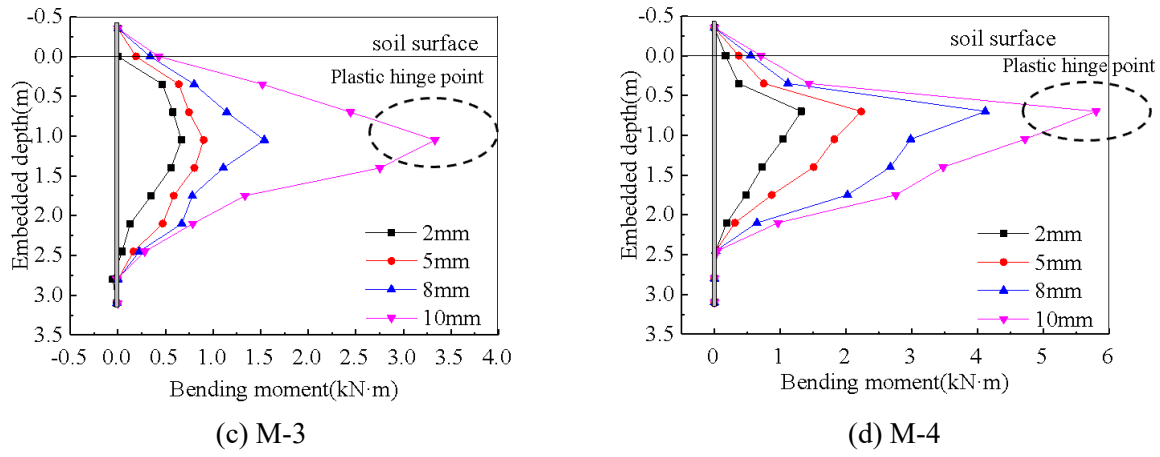 -0.5
0.0
0.5
1.0
1.5
2.0
2.5
3.0
3.5
Embedded depth(m)
soil surface
Plastic hinge point
2mm
5mm
8mm
10mm
-0.5 0.0 0.5 1.0 1.5 2.0 2.5 3.0 3.5 4.0
Bending moment(kN·m)
(c) M-3
-0.5
0.0
0.5
1.0
1.5
2.0
2.5
3.0
3.5
Embedded depth(m)
soil surface
Plastic hinge point
2mm
5mm
8mm
10mm
0 1 2 3 4 5 6
Bending moment(kN·m)
(d) M-4